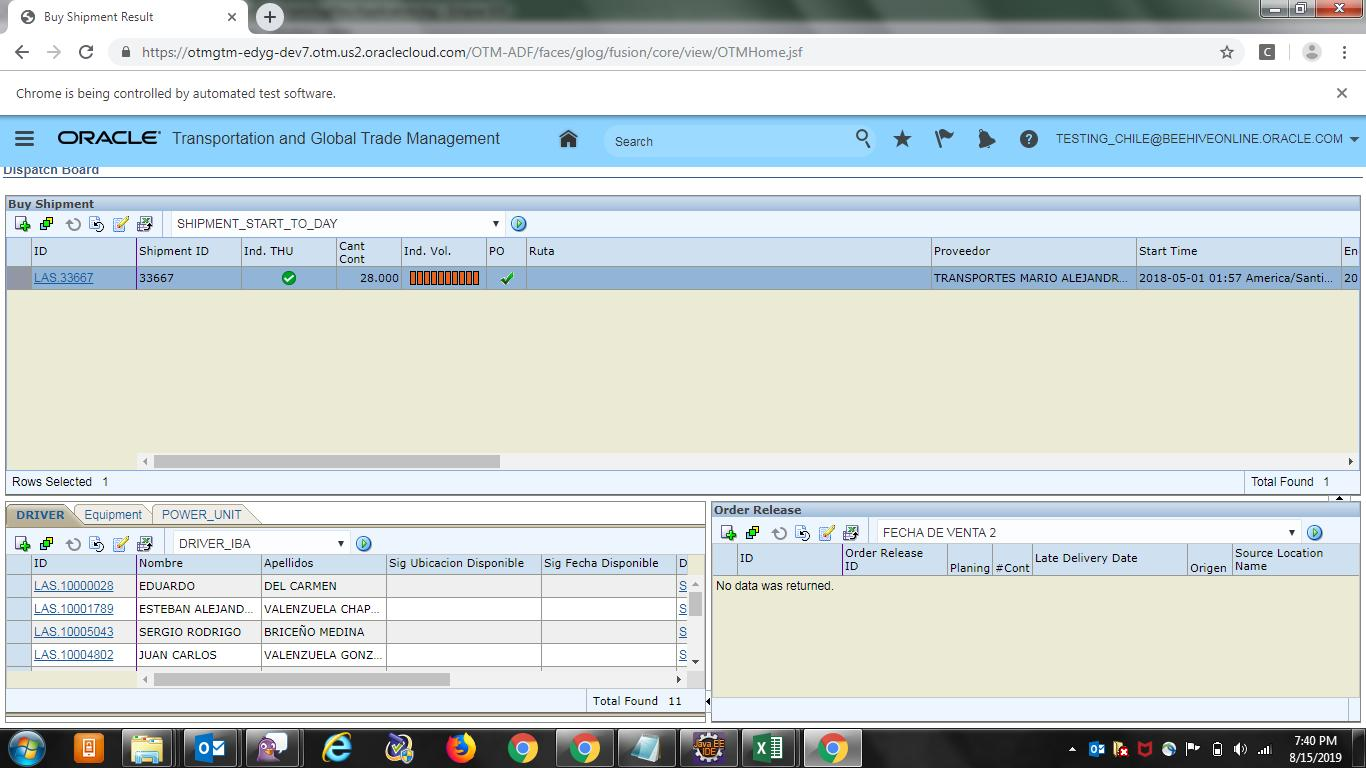 Buy Shipment Result
https://otmgtm-edyg-dev7.otm.us2.oraclecloud.com/OTM-ADF/faces/glog/fusion/core/view/OTMHome.jsf
C
Chrome is being controlled by automated test software.
ORACLE Transportation and Global Trade Management Search TESTING_CHILE@BEEHIVEONLINE.ORACLE.COM
Dispatch Board
Buy Shipment
SHIPMENT_START_TO_DAY
ID Shipment ID Ind. THU Cant Cont Ind. Vol. PO Ruta Proveedor Start Time En
LAS.33667 33667 28.000 TRANSPORTES MARIO ALEJANDR... 2018-05-01 01:57 America/Santi... 20
Rows Selected 1 Total Found 1
DRIVER Equipment POWER_UNIT
DRIVER_IBA
ID Nombre Apellidos Sig Ubicacion Disponible Sig Fecha Disponible D
LAS.10000028 EDUARDO DEL CARMEN S
LAS.10001789 ESTEBAN ALEJAND... VALENZUELA CHAP... S
LAS.10005043 SERGIO RODRIGO BRICEÑO MEDINA S
LAS.10004802 JUAN CARLOS VALENZUELA GONZ... S
Total Found 11
Order Release
FECHA DE VENTA 2
ID Order Release ID Planing #Cont Late Delivery Date Origen Source Location Name
No data was returned.
Java EE
IDE
7:40 PM
8/15/2019